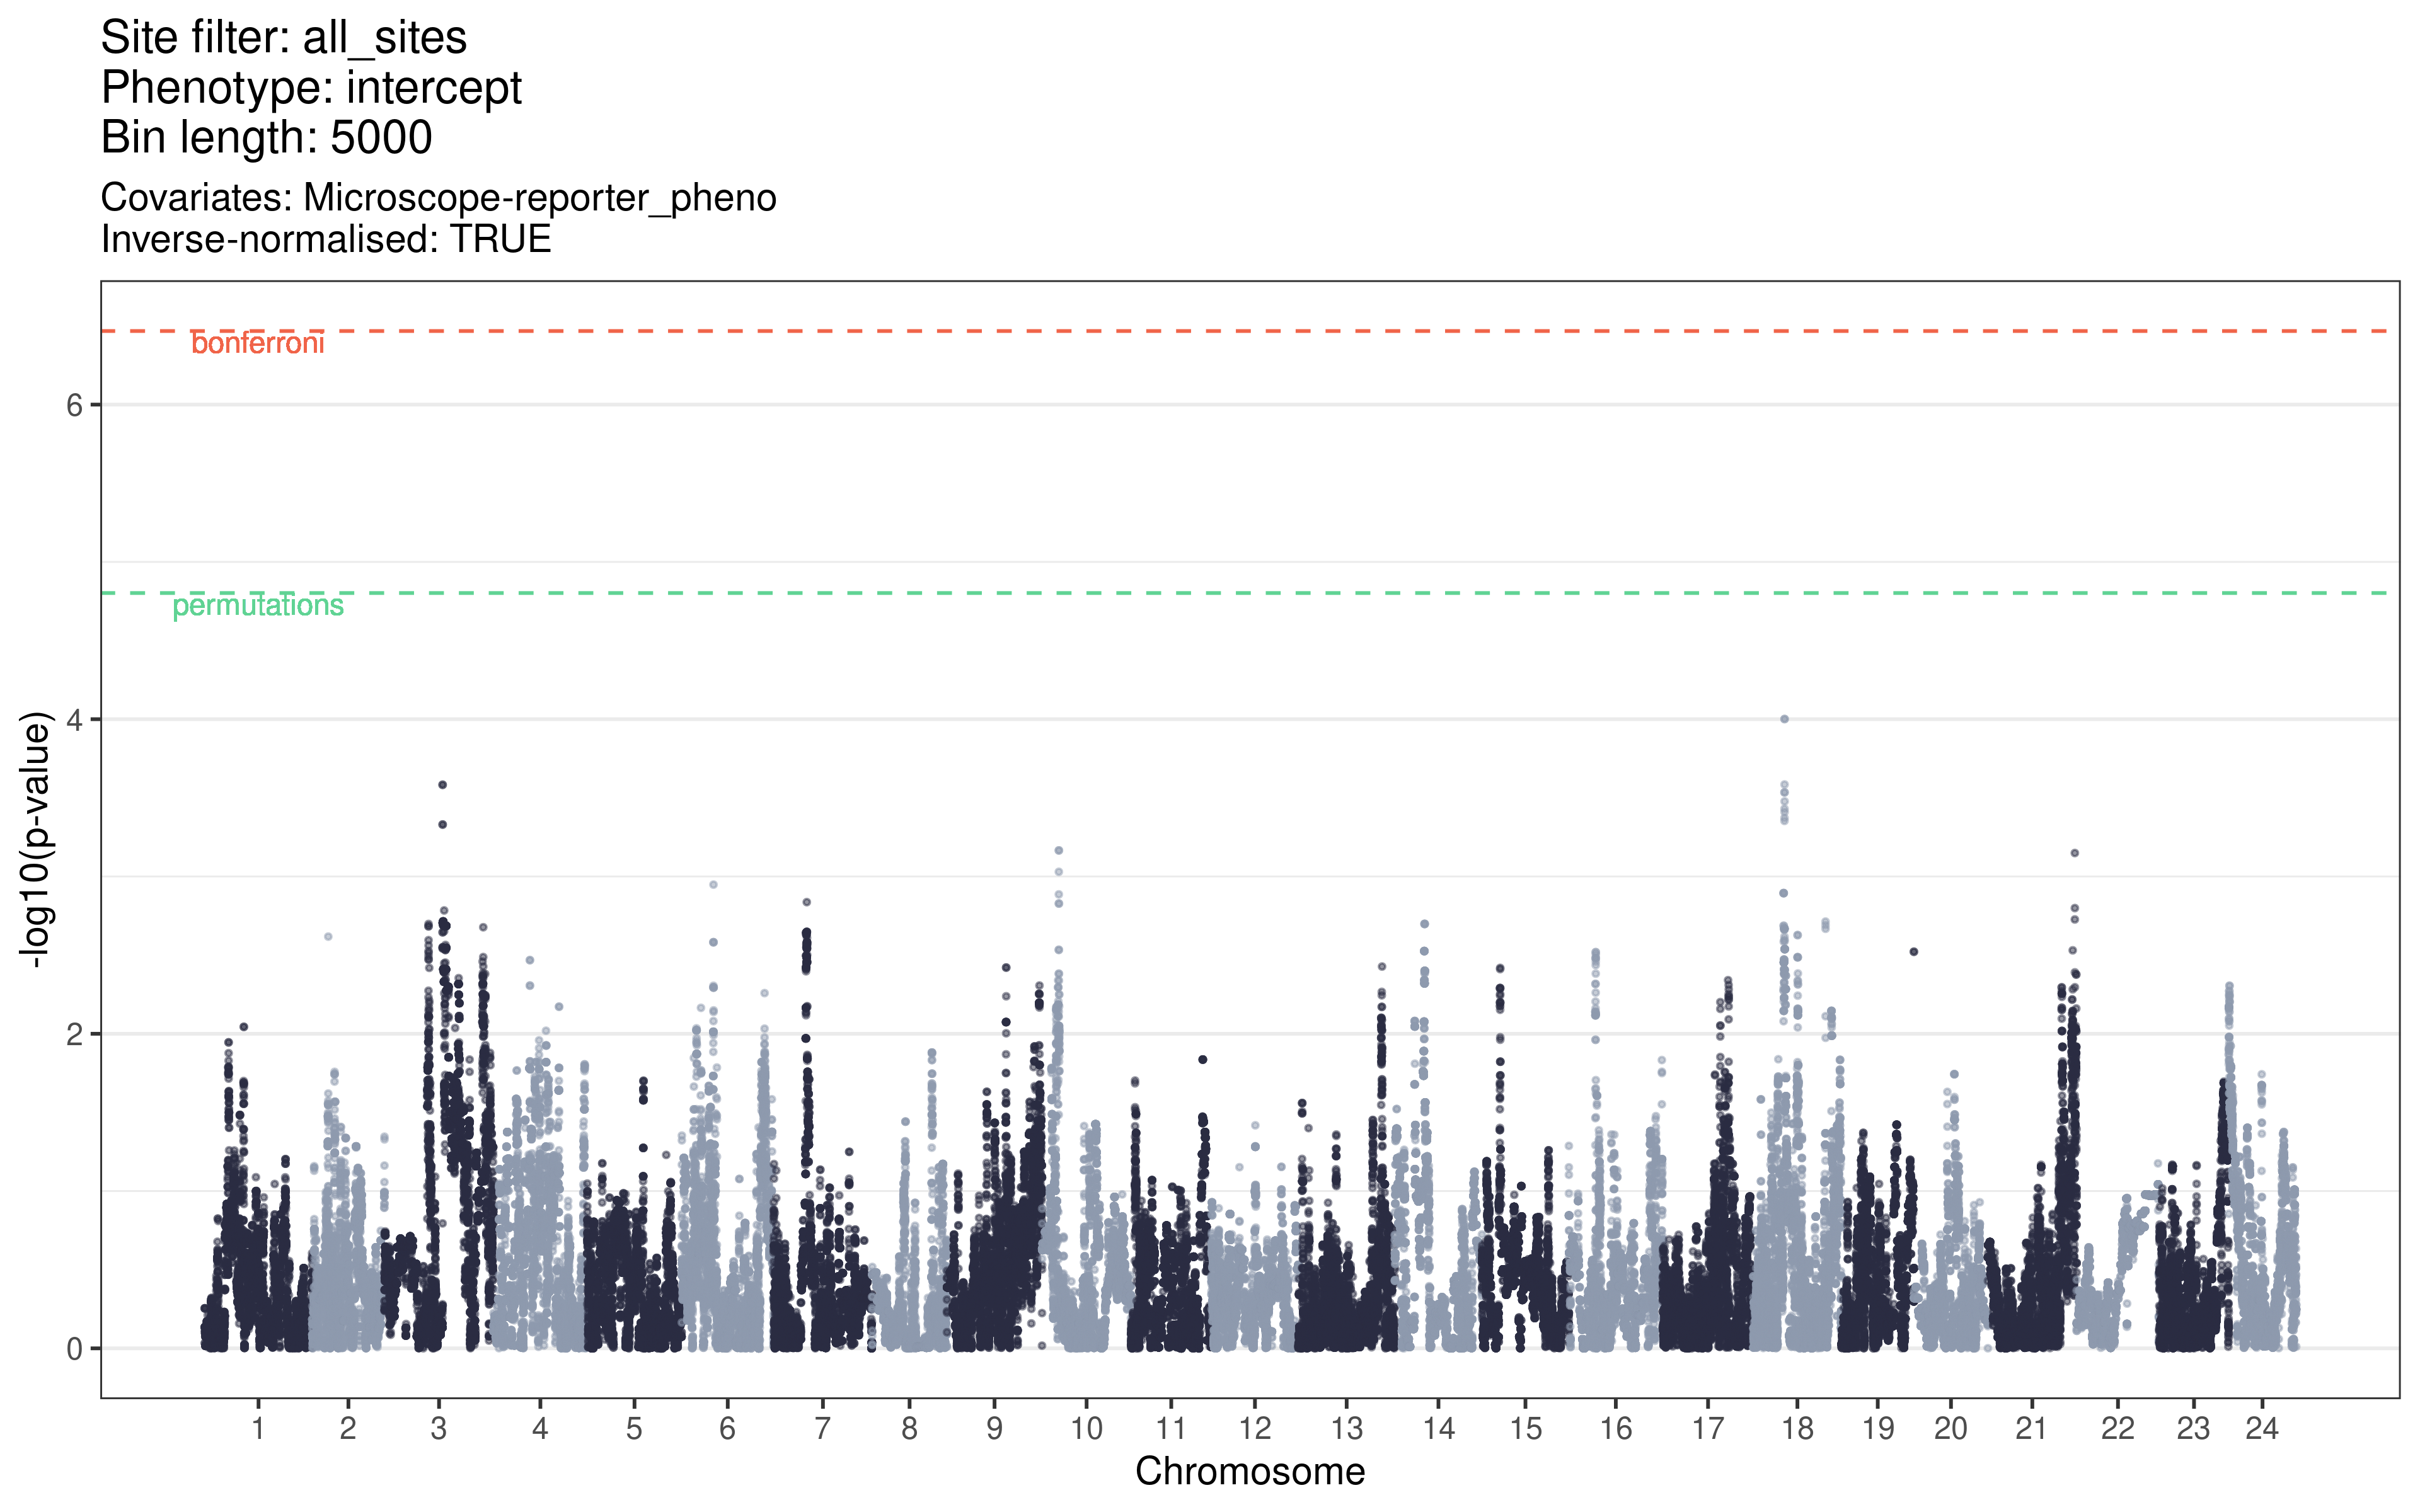 Site filter: all_sites
Phenotype: intercept
Bin length: 5000
Covariates: Microscope-reporter_pheno
Inverse-normalised: TRUE
bonferroni
6
permutations
4
2
0
-log10(p-value)
1 2 3 4 5 6 7 8 9 10 11 12 13 14 15 16 17 18 19 20 21 22 23 24
Chromosome